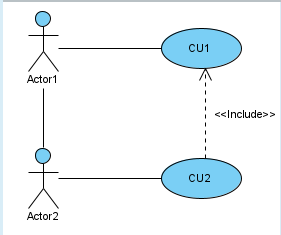 CU1
Actor1
<<Include>>
CU2
Actor2